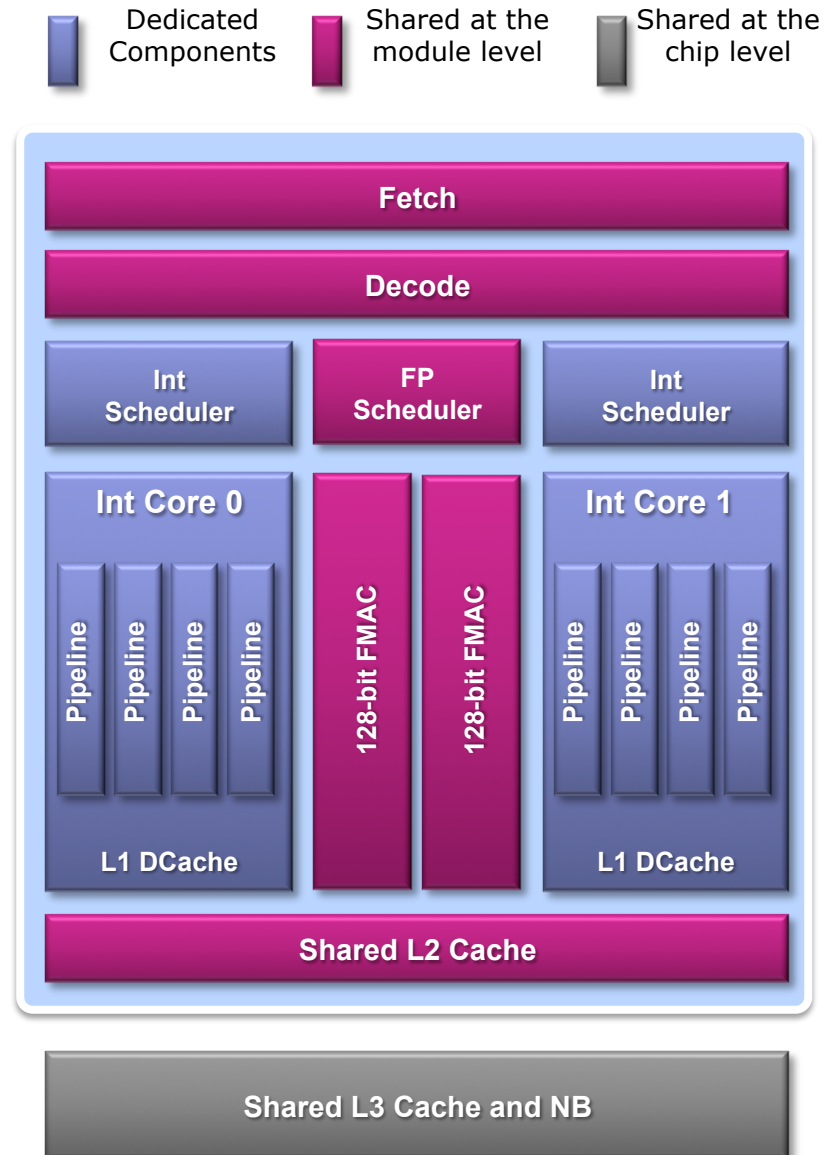 Dedicated
Components
Shared at the
module level
Shared at the
chip level
Fetch
Decode
Int
Scheduler
FP
Scheduler
Int
Scheduler
Int Core 0
Pipeline
Pipeline
Pipeline
Pipeline
L1 DCache
128-bit FMAC
128-bit FMAC
Int Core 1
Pipeline
Pipeline
Pipeline
Pipeline
L1 DCache
Shared L2 Cache
Shared L3 Cache and NB